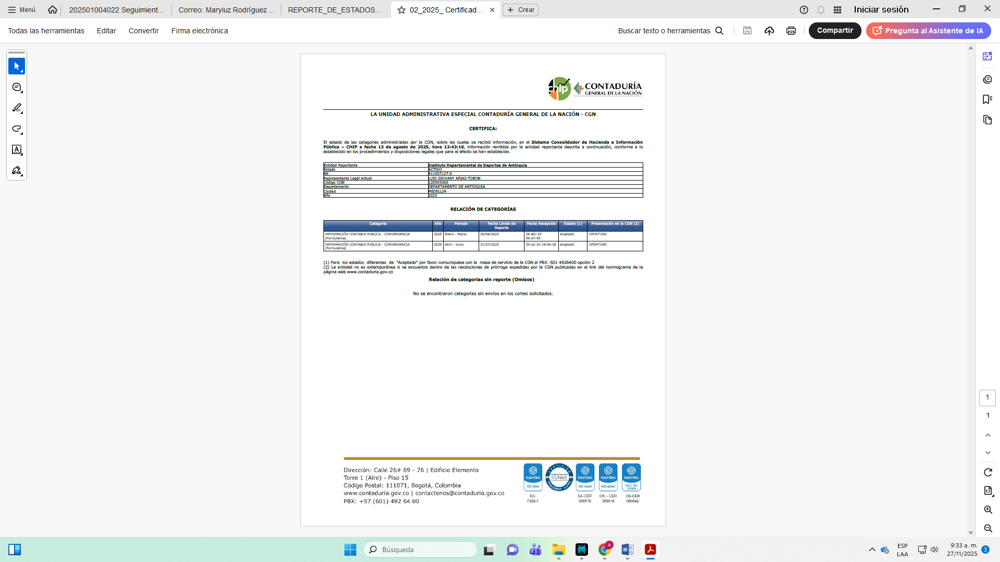 Menú
202501004022 Seguimient...
Correo: Maryluz Rodríguez ...
REPORTE_DE_ESTADOS...
02_2025_ Certificad...
Crear
Iniciar sesión
Todas las herramientas
Editar
Convertir
Firma electrónica
Buscar texto o herramientas
Compartir
Pregunta al Asistente de IA
chip
CONTADURÍA
GENERAL DE LA NACIÓN
LA UNIDAD ADMINISTRATIVA ESPECIAL CONTADURÍA GENERAL DE LA NACIÓN - CGN
CERTIFICA:
El estado de las categorías administradas por la CGN, sobre las cuales se recibió información, en el Sistema Consolidador de Hacienda e Información
Pública – CHIP a fecha 13 de agosto de 2025, hora 13:43:16, información remitida por la entidad reportante descrita a continuación, conforme a lo
establecido en los procedimientos y disposiciones legales que para el efecto se han establecido.
Entidad Reportante Instituto Departamental de Deportes de Antioquia
Estado ACTIVO
Nit 811007127:0
Representante Legal Actual LUIS GIOVANY ARIAS TOBON
Código CGN 120905000
Departamento DEPARTAMENTO DE ANTIOQUIA
Ciudad MEDELLIN
Año 2025
RELACIÓN DE CATEGORÍAS
Categoría Año Periodo Fecha Límite de Reporte Fecha Recepción Estado (1) Presentación en la CGN (2)
INFORMACIÓN CONTABLE PUBLICA - CONVERGENCIA (Formularios) 2025 Enero - Marzo 30/04/2025 28-abr-25 09:47:59 Aceptado OPORTUNO
INFORMACIÓN CONTABLE PUBLICA - CONVERGENCIA (Formularios) 2025 Abril - Junio 31/07/2025 29-jul-25 18:49:38 Aceptado OPORTUNO
(1) Para los estados diferentes de "Aceptado" por favor comuníquese con la mesa de servicio de la CGN al PBX: 601 4926400 opción 2
(2) La entidad no es extemporánea si se encuentra dentro de las resoluciones de prórroga expedidas por la CGN publicadas en el link del normograma de la
página web www.contaduria.gov.co
Relación de categorías sin reporte (Omisos)
No se encontraron categorías sin envíos en los cortes solicitados.
Dirección: Calle 26# 69 - 76 | Edificio Elemento
Torre 1 (Aire) - Piso 15
Código Postal: 111071, Bogotá, Colombia
www.contaduria.gov.co | contactenos@contaduria.gov.co
PBX: +57 (601) 492 64 00
icontec ISO 9001
CERTIFIED IQNet MANAGEMENT SYSTEM
icontec ISO 14001
icontec ISO 45001
icontec ISO / IEC 27001
SC-
7328-1
SA-CER
366516
OS – CER
366518
OS-CER
660642
1
1
Búsqueda
A
ESP
LAA
9:33 a. m.
27/11/2025
3